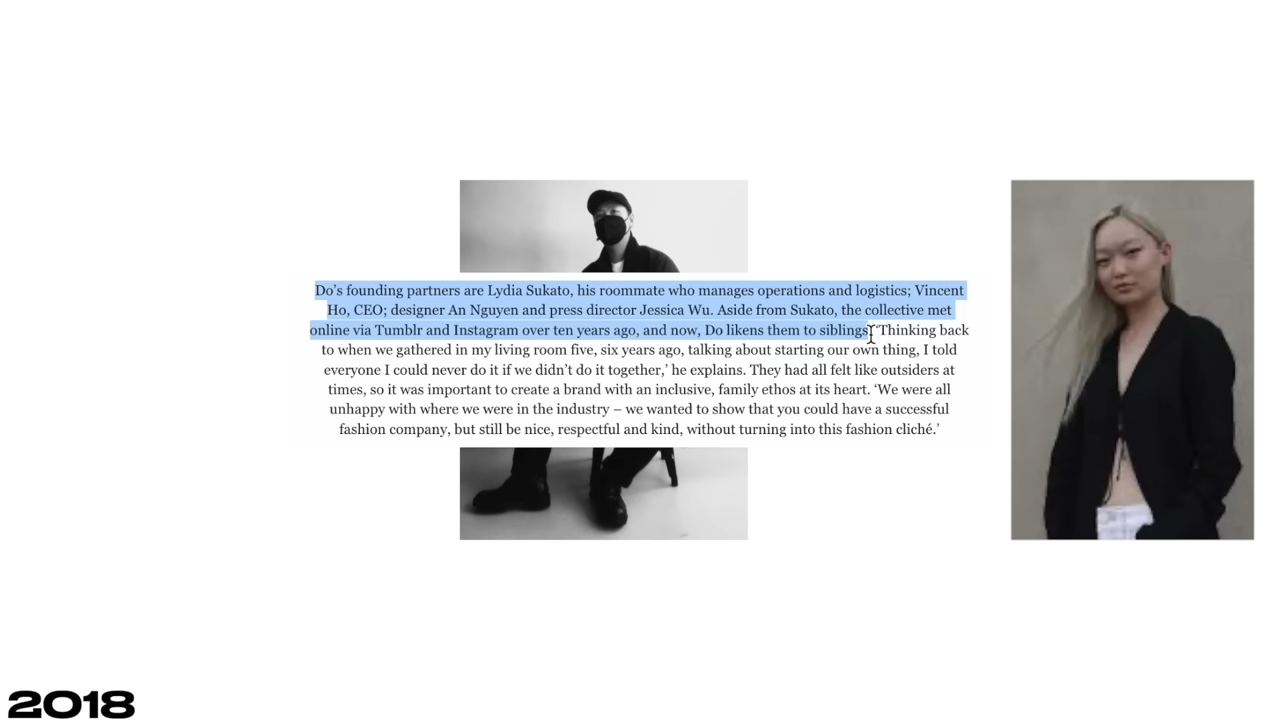 Do’s founding partners are Lydia Sukato, his roommate who manages operations and logistics; Vincent
Ho, CEO; designer An Nguyen and press director Jessica Wu. Aside from Sukato, the collective met
online via Tumblr and Instagram over ten years ago, and now, Do likens them to siblings. ‘Thinking back
to when we gathered in my living room five, six years ago, talking about starting our own thing, I told
everyone I could never do it if we didn’t do it together,’ he explains. They had all felt like outsiders at
times, so it was important to create a brand with an inclusive, family ethos at its heart. ‘We were all
unhappy with where we were in the industry – we wanted to show that you could have a successful
fashion company, but still be nice, respectful and kind, without turning into this fashion cliché.’
2018